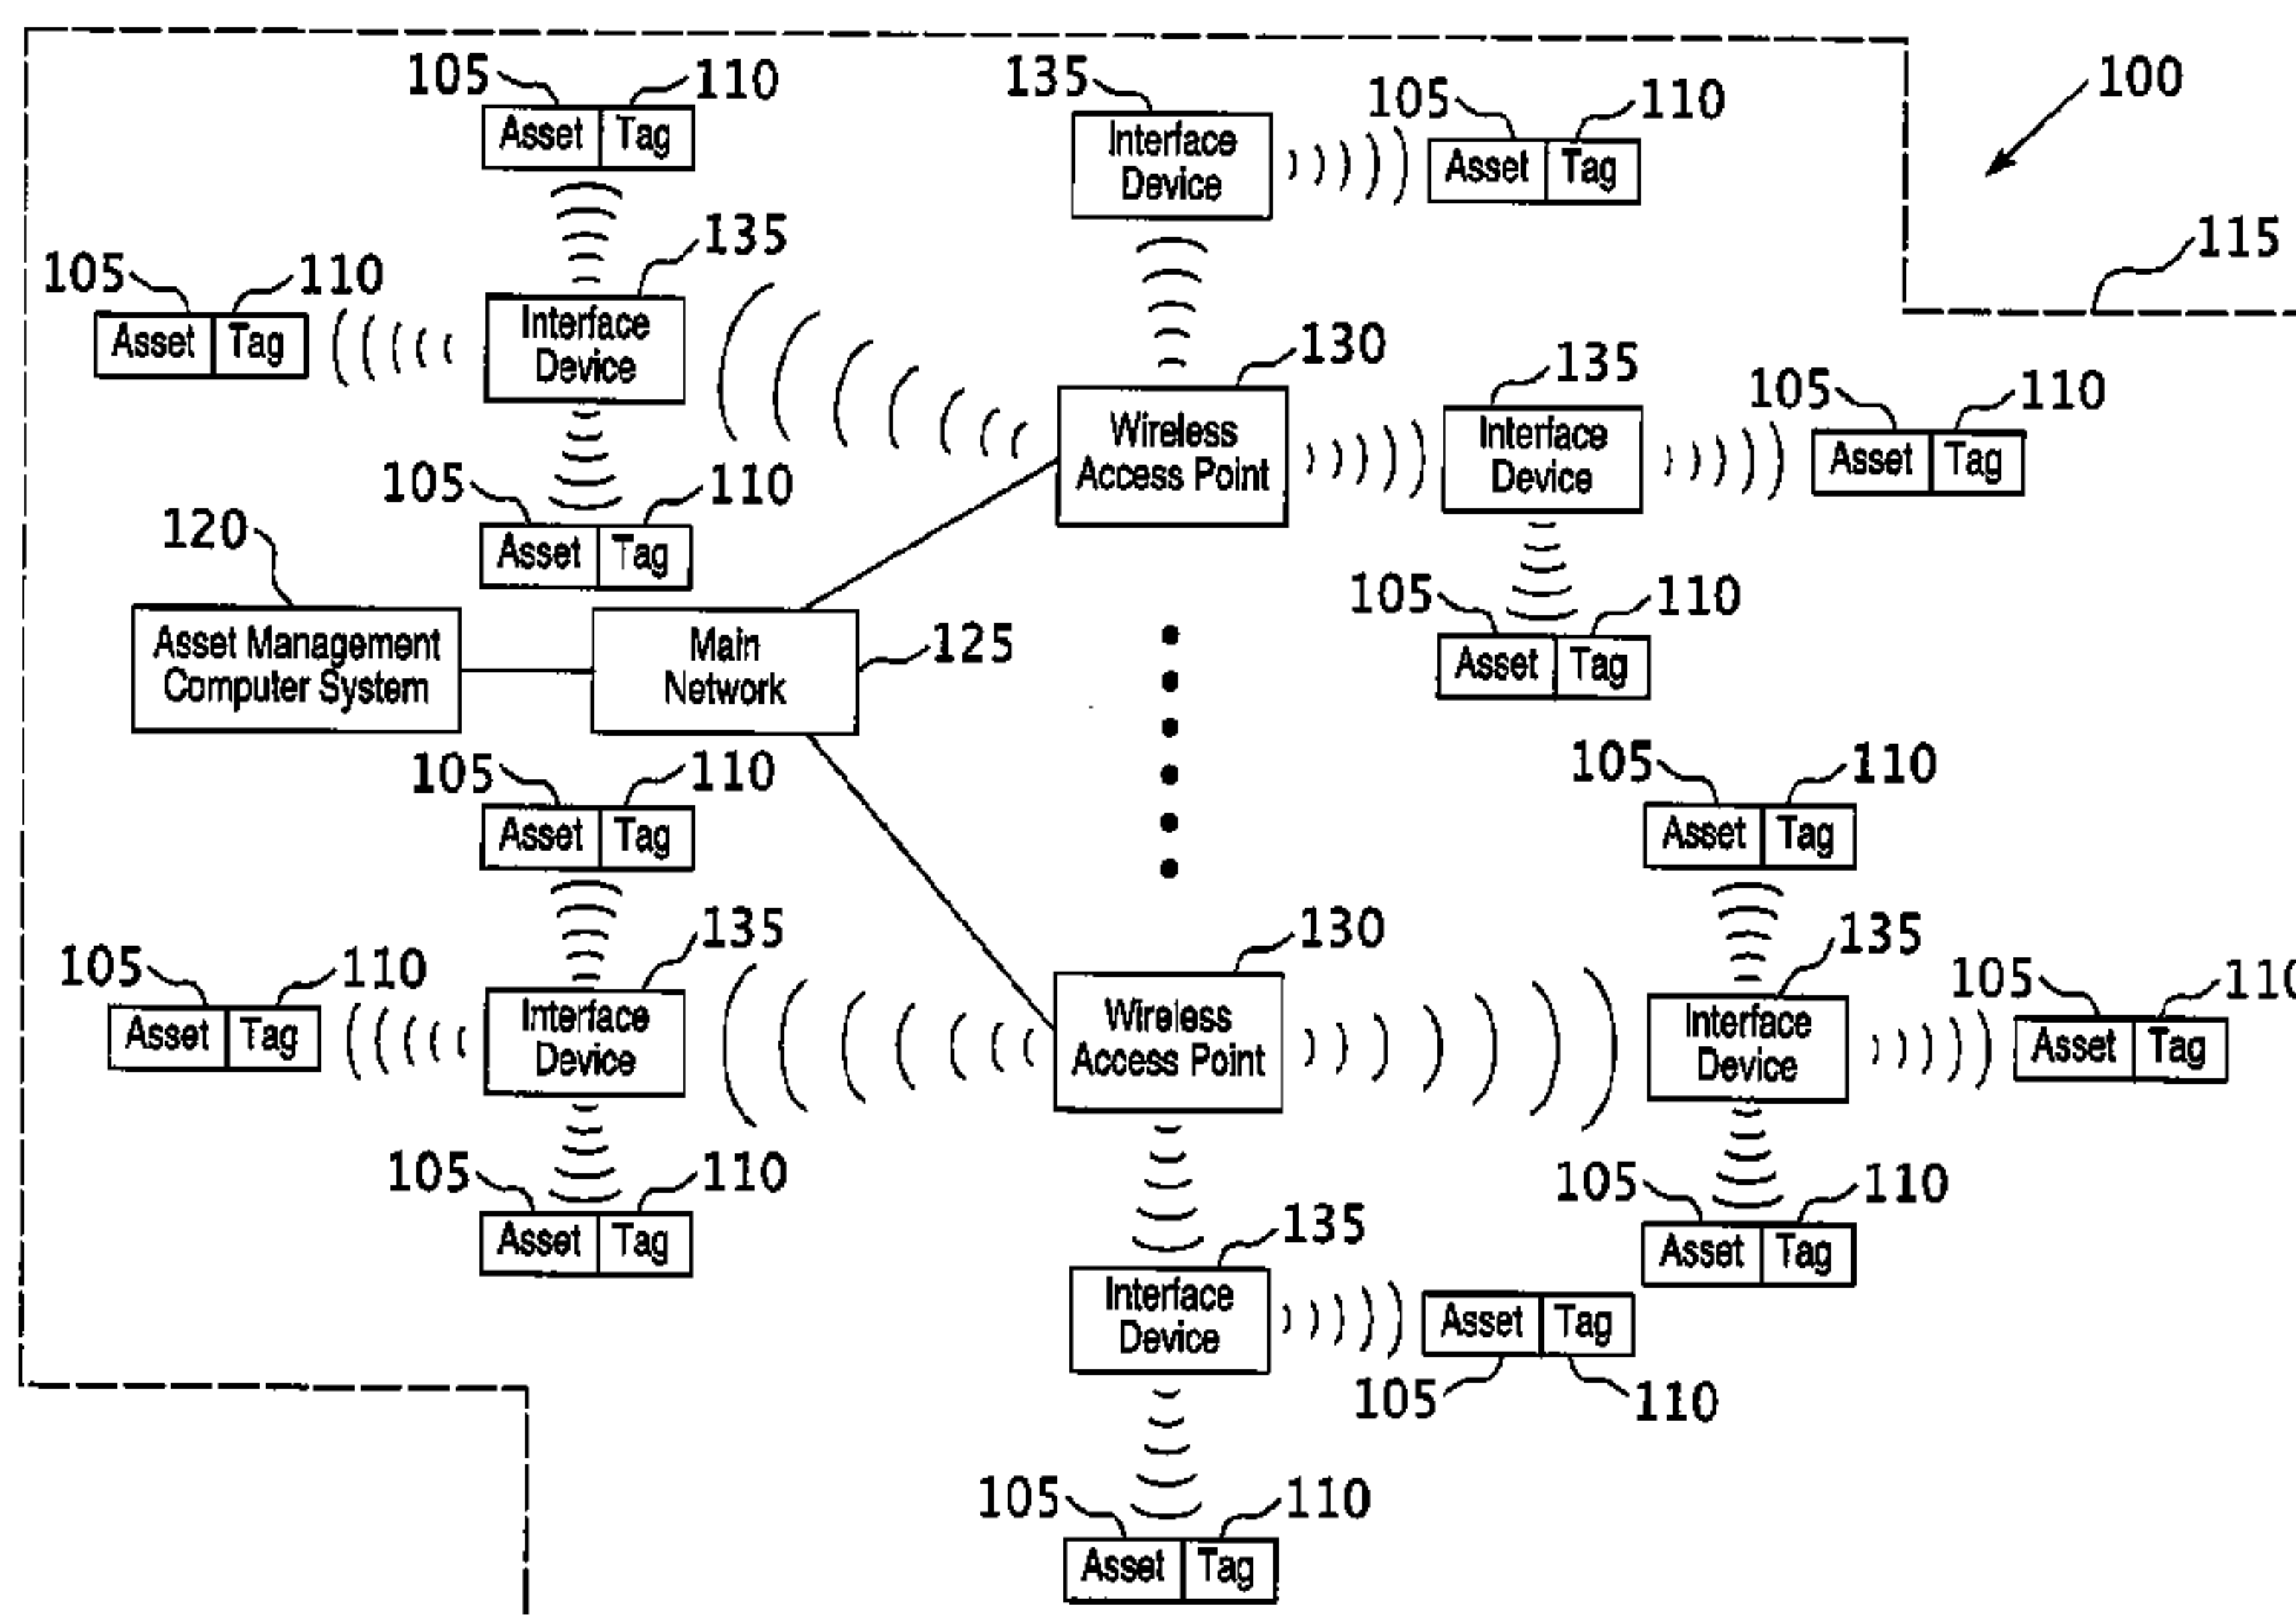 105 110 135 105 110 100
Asset Tag
Interface
Device
Asset Tag
135
115
105 110
Interface
Device
Asset Tag
130
135
105 110
Wireless
Access Point
Interface
Device
Asset Tag
105 110
Asset Tag
120
105 110
Asset Tag
Asset Management
Computer System
Main
Network
125
105 110
Asset Tag
105 110
Asset Tag
135
130
135
105 110
Interface
Device
Wireless
Access Point
Interface
Device
105 11
Asset Tag
Asset Tag
105 110
Asset Tag
135
105 110
Asset Tag
Interface
Device
Asset Tag
105 110
105 110
Asset Tag